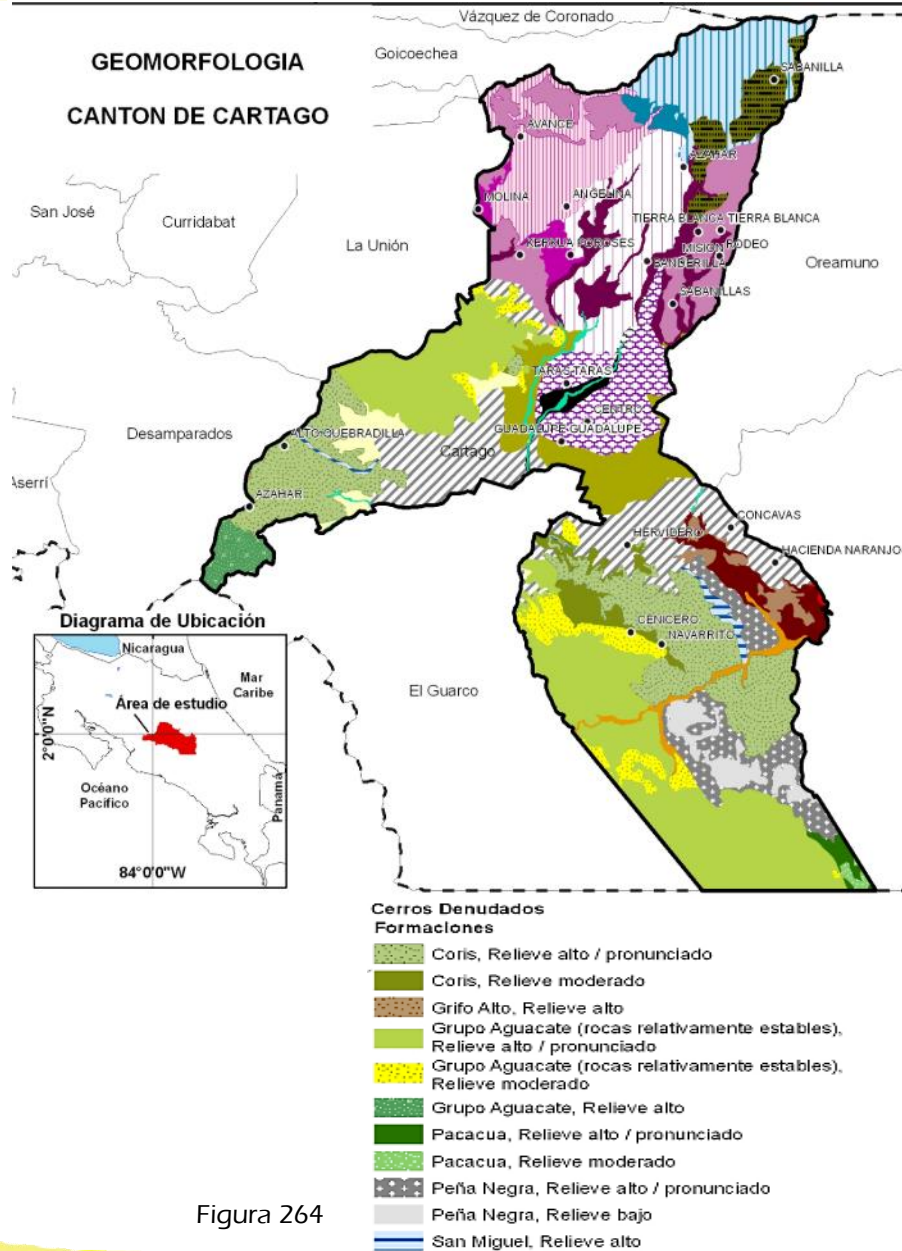 Vázquez de Coronado
GEOMORFOLOGIA
Goicoechea
CANTON DE CARTAGO
SABANILLA
AVANCE
AZAHAR
San José
Curridabat
MOLINA
ANGELINA
TIERRA BLANCA TIERRA BLANCA
La Unión
MISION
RODEO
Oreamuno
SABANILLAS
TARAS TARAS
CENTRO
Desamparados
GUADALUPE GUADALUPE
ALTO QUEBRADILLA
Cartago
Aserrí
AZAHAR
CONCAVAS
HERVIDERO
HACIENDA NARANJO
Diagrama de Ubicación
CENICERO
NAVARRITO
Nicaragua
Mar
Caribe
El Guarco
Área de estudio
2°0'0"N
Océano
Pacífico
Panamá
84°0'0"W
Cerros Denudados
Formaciones
Coris, Relieve alto / pronunciado
Coris, Relieve moderado
Grifo Alto, Relieve alto
Grupo Aguacate (rocas relativamente estables),
Relieve alto / pronunciado
Grupo Aguacate (rocas relativamente estables),
Relieve moderado
Grupo Aguacate, Relieve alto
Pacacua, Relieve alto / pronunciado
Pacacua, Relieve moderado
Peña Negra, Relieve alto / pronunciado
Peña Negra, Relieve bajo
San Miguel, Relieve alto
Figura 264